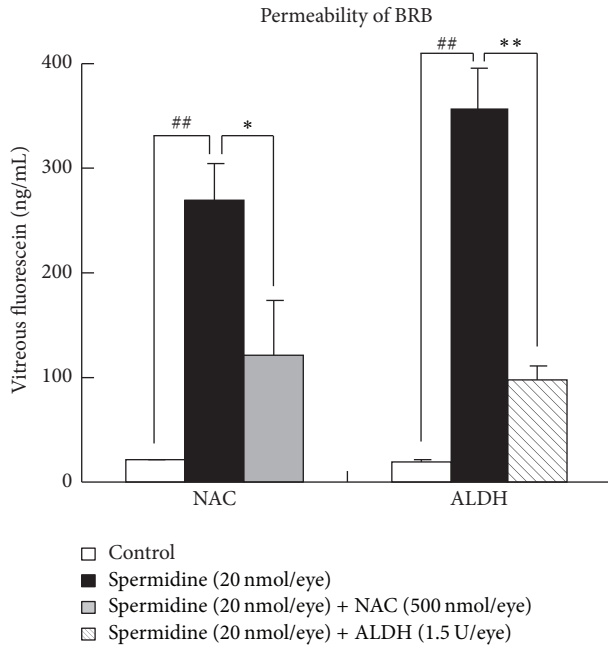 Permeability of BRB
Vitreous fluorescein (ng/mL)
400
300
200
100
0
##
*
##
**
NAC
ALDH
Control
Spermidine (20 nmol/eye)
Spermidine (20 nmol/eye) + NAC (500 nmol/eye)
Spermidine (20 nmol/eye) + ALDH (1.5 U/eye)